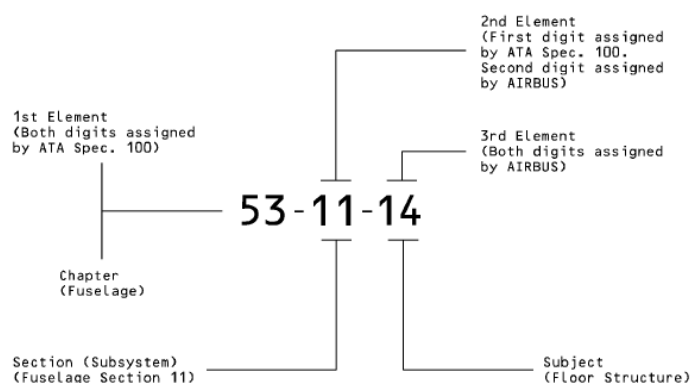 2nd Element
(First digit assigned
by ATA Spec. 100.
Second digit assigned
by AIRBUS)
1st Element
(Both digits assigned
by ATA Spec. 100)
3rd Element
(Both digits assigned
by AIRBUS)
53-11-14
Chapter
(Fuselage)
Section (Subsystem)
(Fuselage Section 11)
Subject
(Floor Structure)